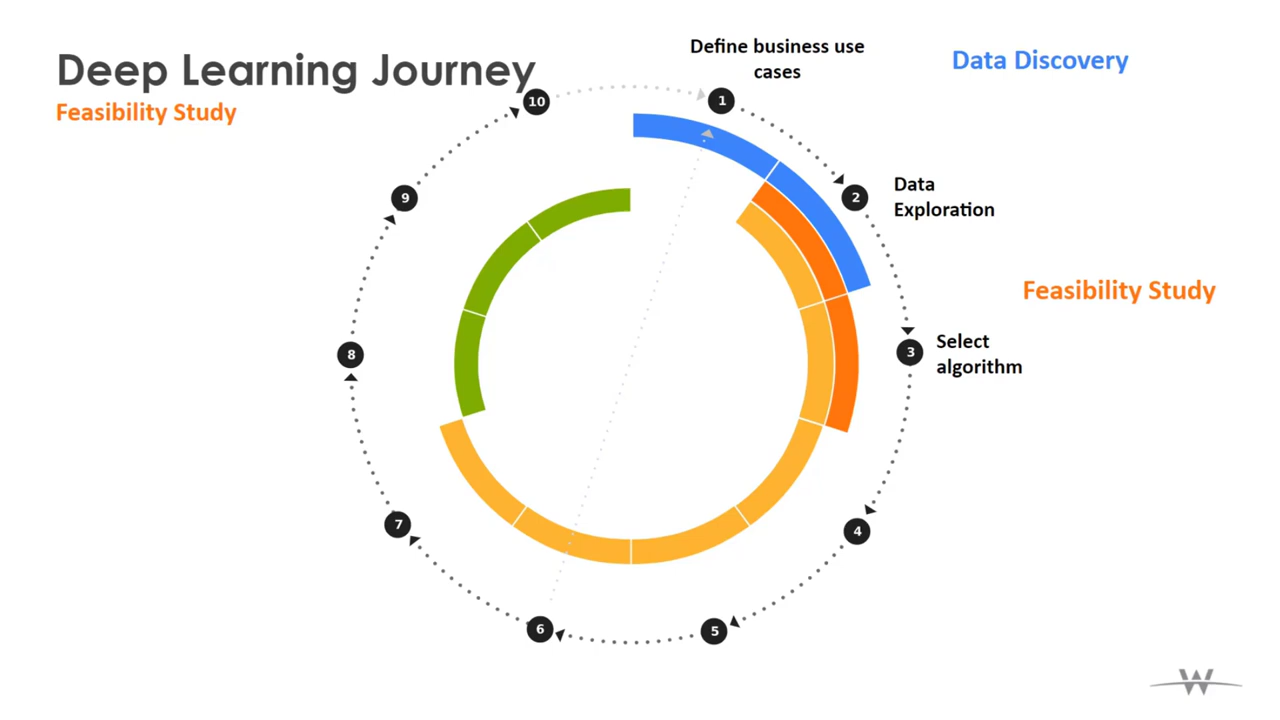 Deep Learning Journey
Feasibility Study
Define business use
cases
Data Discovery
10
1
9
2
Data
Exploration
Feasibility Study
8
3
Select
algorithm
7
4
6
5
W